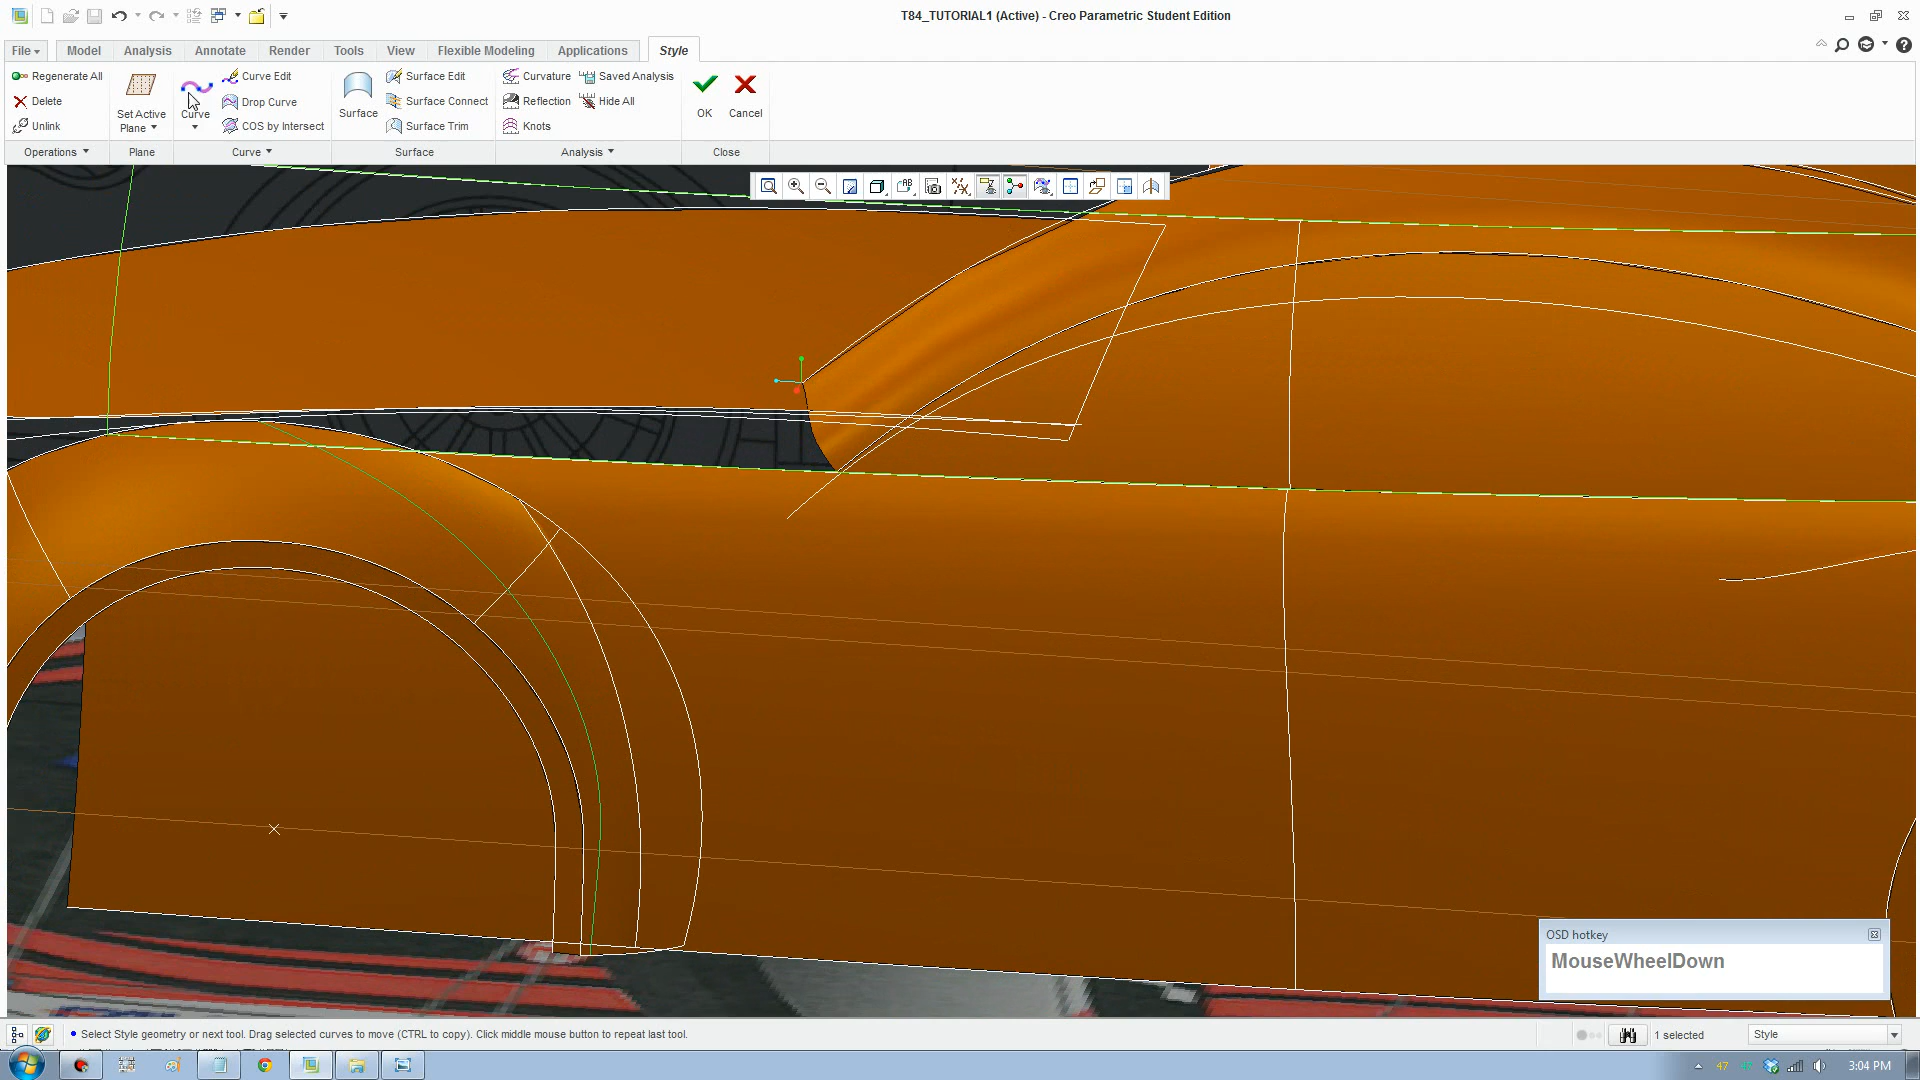 T84_TUTORIAL1 (Active) - Creo Parametric Student Edition
File Model Analysis Annotate Render Tools View Flexible Modeling Applications Style
Regenerate All
Delete
Unlink
Set Active
Plane
Curve
Curve Edit
Drop Curve
COS by Intersect
Surface
Surface Edit
Surface Connect
Surface Trim
Curvature
Reflection
Knots
Saved Analysis
Hide All
OK
Cancel
Operations Plane Curve Surface Analysis Close
OSD hotkey
MouseWheelDown
Select Style geometry or next tool. Drag selected curves to move (CTRL to copy). Click middle mouse button to repeat last tool.
1 selected
Style
47
3:04 PM